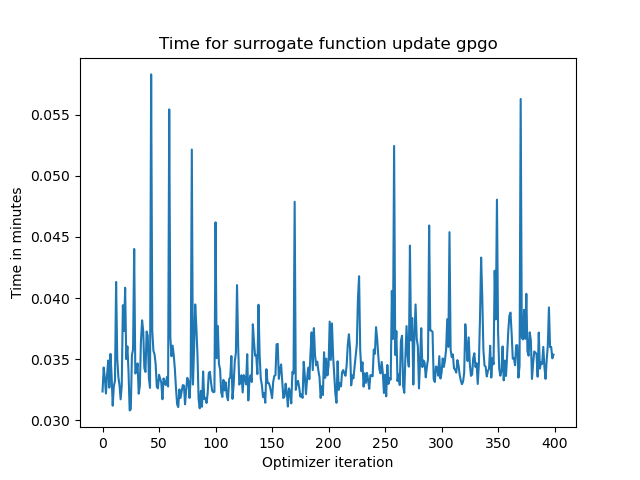 Time for surrogate function update gpgo
Time in minutes
0.055
0.050
0.045
0.040
0.035
0.030
0 50 100 150 200 250 300 350 400
Optimizer iteration